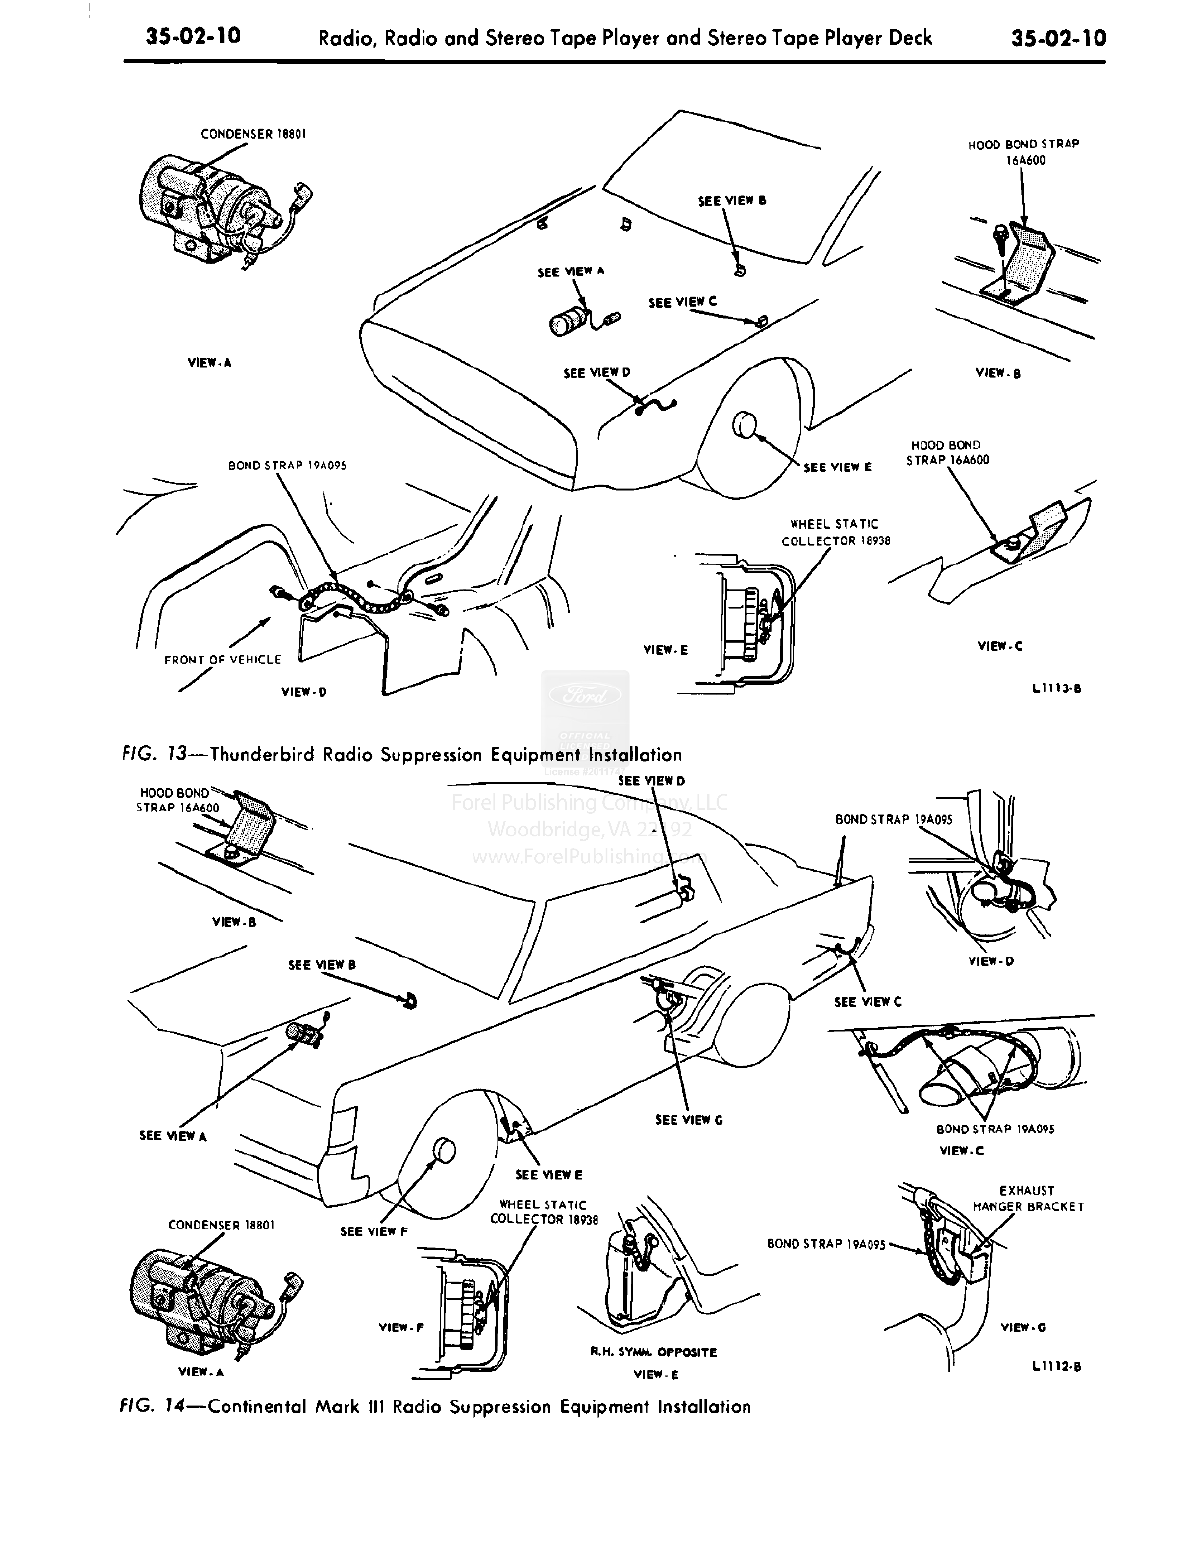 35-02-10 Radio, Radio and Stereo Tape Player and Stereo Tape Player Deck 35-02-10
CONDENSER 18801
HOOD BOND STRAP
16A600
SEE VIEW B
SEE VIEW A
SEE VIEW C
VIEW-A
SEE VIEW D
VIEW-B
HOOD BOND
STRAP 16A600
BOND STRAP 19A095
SEE VIEW E
WHEEL STATIC
COLLECTOR 18938
VIEW-E
VIEW-C
FRONT OF VEHICLE
VIEW-D
L1113-B
Ford
OFFICIAL
FIG. 13—Thunderbird Radio Suppression Equipment Installation
SEE VIEW D
HOOD BOND
STRAP 16A600
Forel Publishing Company, LLC
Woodbridge, VA 22192
www.ForelPublishing.com
BOND STRAP 19A095
VIEW-B
VIEW-D
SEE VIEW B
SEE VIEW C
SEE VIEW G
SEE VIEW A
BOND STRAP 19A095
VIEW-C
SEE VIEW E
EXHAUST
HANGER BRACKET
WHEEL STATIC
COLLECTOR 18938
CONDENSER 18801
SEE VIEW F
BOND STRAP 19A095
VIEW-F
VIEW-G
R.H. SYMM. OPPOSITE
VIEW-E
VIEW-A
L1112-B
FIG. 14—Continental Mark III Radio Suppression Equipment Installation